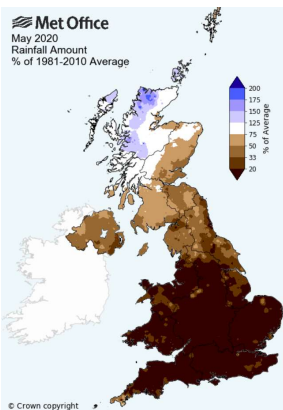 Met Office
May 2020
Rainfall Amount
% of 1981-2010 Average
200
175
150
125
75
50
33
20
% of Average
© Crown copyright